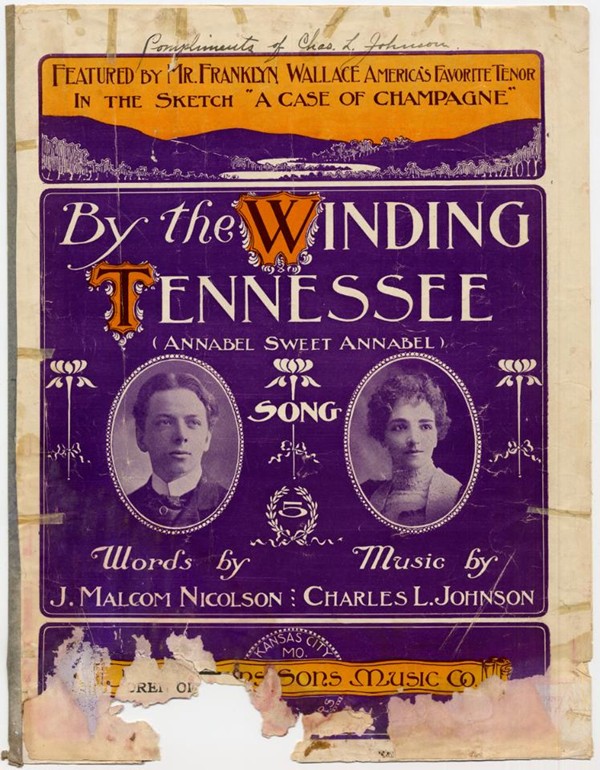 Compliments of Chas. L. Johnson.
FEATURED BY MR. FRANKLYN WALLACE AMERICA'S FAVORITE TENOR
IN THE SKETCH "A CASE OF CHAMPAGNE"
By the WINDING
TENNESSEE
(ANNABEL SWEET ANNABEL)
SONG
5
Words by
Music by
J. MALCOM NICOLSON : CHARLES L. JOHNSON
KANSAS CITY
MO.
SONS MUSIC CO.